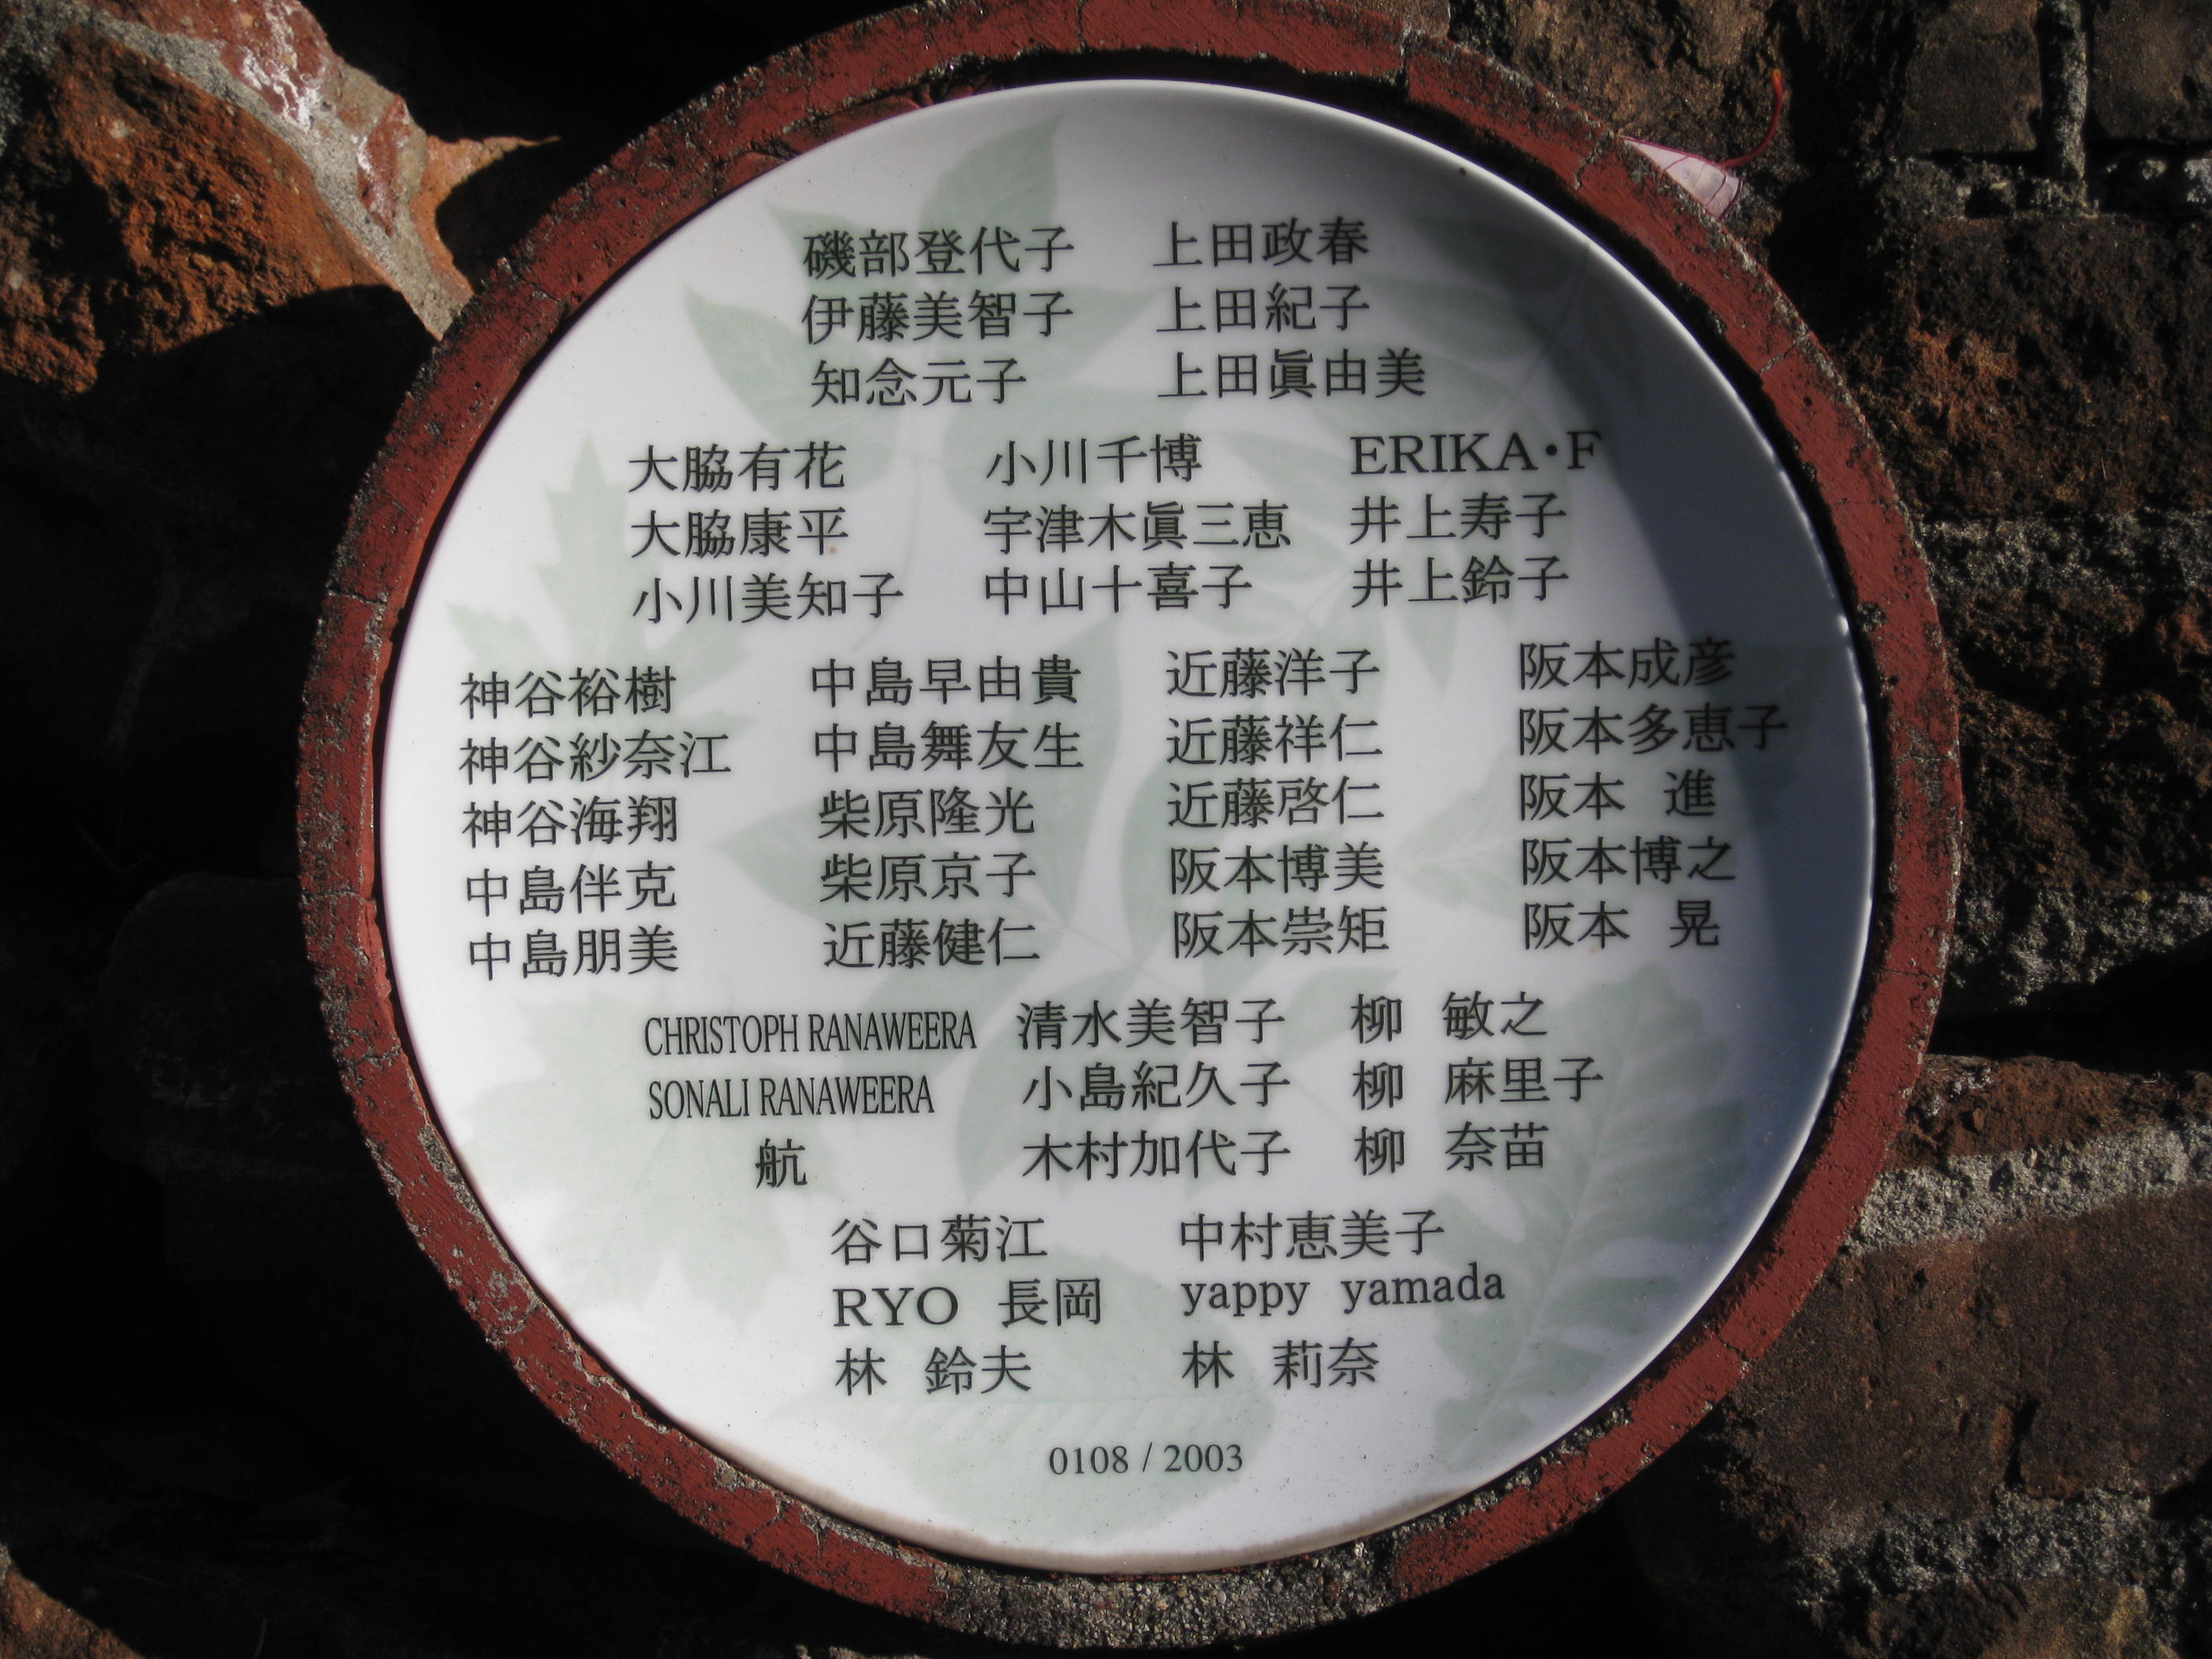 磯部登代子 上田政春
伊藤美智子 上田紀子
知念元子 上田眞由美
大脇有花 小川千博 ERIKA・F
大脇康平 宇津木眞三恵 井上寿子
小川美知子 中山十喜子 井上鈴子
神谷裕樹 中島早由貴 近藤洋子 阪本成彦
神谷紗奈江 中島舞友生 近藤祥仁 阪本多恵子
神谷海翔 柴原隆光 近藤啓仁 阪本 進
中島伴克 柴原京子 阪本博美 阪本博之
中島朋美 近藤健仁 阪本崇矩 阪本 晃
CHRISTOPH RANAWEERA 清水美智子 柳 敏之
SONALI RANAWEERA 小島紀久子 柳 麻里子
航 木村加代子 柳 奈苗
谷口菊江 中村恵美子
RYO 長岡 yappy yamada
林 鈴夫 林 莉奈
0108 / 2003